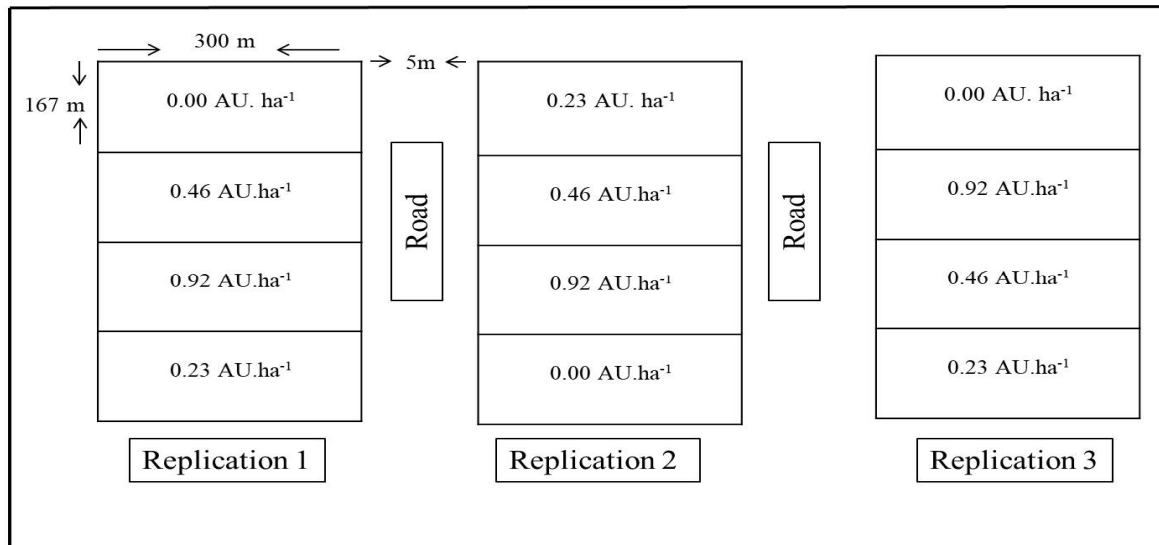 300 m
5m
167 m
0.00 AU. ha⁻¹
0.46 AU.ha⁻¹
0.92 AU.ha⁻¹
0.23 AU.ha⁻¹
Replication 1
Road
0.23 AU. ha⁻¹
0.46 AU.ha⁻¹
0.92 AU.ha⁻¹
0.00 AU.ha⁻¹
Replication 2
Road
0.00 AU.ha⁻¹
0.92 AU.ha⁻¹
0.46 AU.ha⁻¹
0.23 AU.ha⁻¹
Replication 3